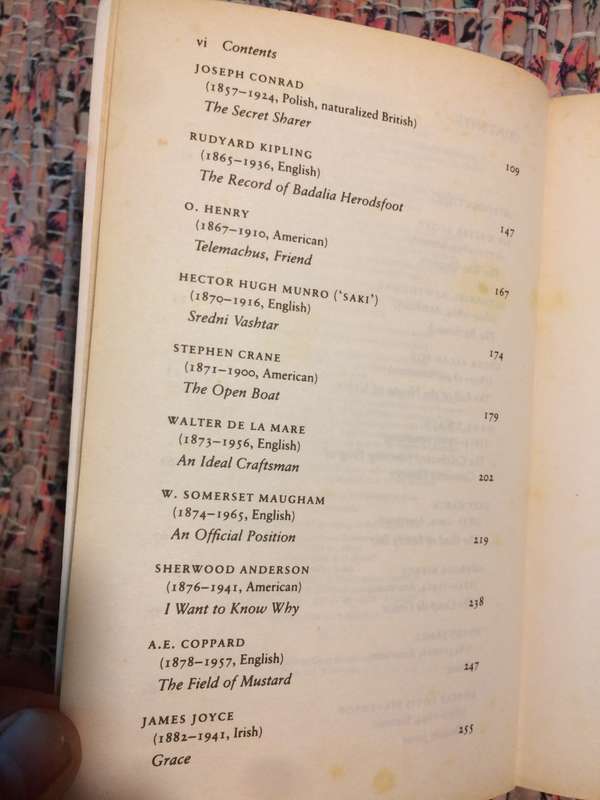 vi Contents
JOSEPH CONRAD
(1857–1924, Polish, naturalized British)
The Secret Sharer 109
RUDYARD KIPLING
(1865–1936, English)
The Record of Badalia Herodsfoot 147
O. HENRY
(1867–1910, American)
Telemachus, Friend 167
HECTOR HUGH MUNRO ('SAKI')
(1870–1916, English)
Sredni Vashtar 174
STEPHEN CRANE
(1871–1900, American)
The Open Boat 179
WALTER DE LA MARE
(1873–1956, English)
An Ideal Craftsman 202
W. SOMERSET MAUGHAM
(1874–1965, English)
An Official Position 219
SHERWOOD ANDERSON
(1876–1941, American)
I Want to Know Why 238
A.E. COPPARD
(1878–1957, English)
The Field of Mustard 247
JAMES JOYCE
(1882–1941, Irish)
Grace 255